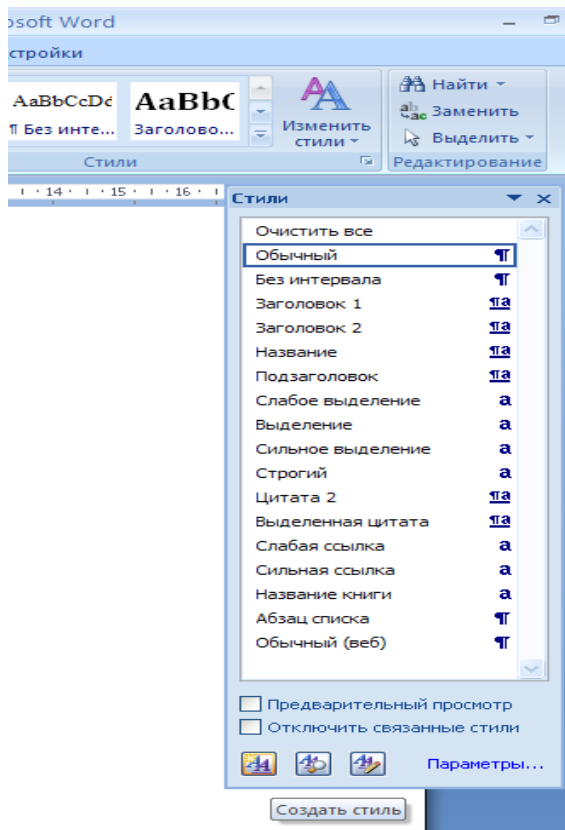 osoft Word
стройки
AaBbCcDd AaBbC
¶ Без инте... Заголово...
Изменить стили
Найти
Заменить
Выделить
Стили
Редактирование
14 · 15 · 16
Стили
Очистить все
Обычный ¶
Без интервала ¶
Заголовок 1 ¶a
Заголовок 2 ¶a
Название ¶a
Подзаголовок ¶a
Слабое выделение a
Выделение a
Сильное выделение a
Строгий a
Цитата 2 ¶a
Выделенная цитата ¶a
Слабая ссылка a
Сильная ссылка a
Название книги a
Абзац списка ¶
Обычный (веб) ¶
Предварительный просмотр
Отключить связанные стили
Параметры...
Создать стиль